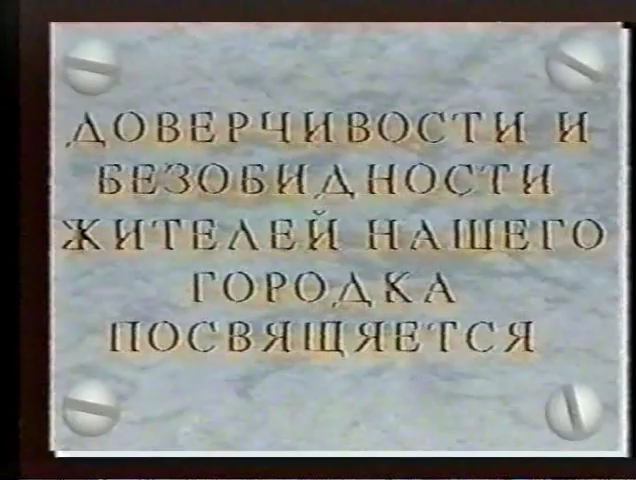 ДОВЕРЧИВОСТИ И
БЕЗОБИДНОСТИ
ЖИТЕЛЕЙ НАШЕГО
ГОРОДКА
ПОСВЯЩЯЕТСЯ